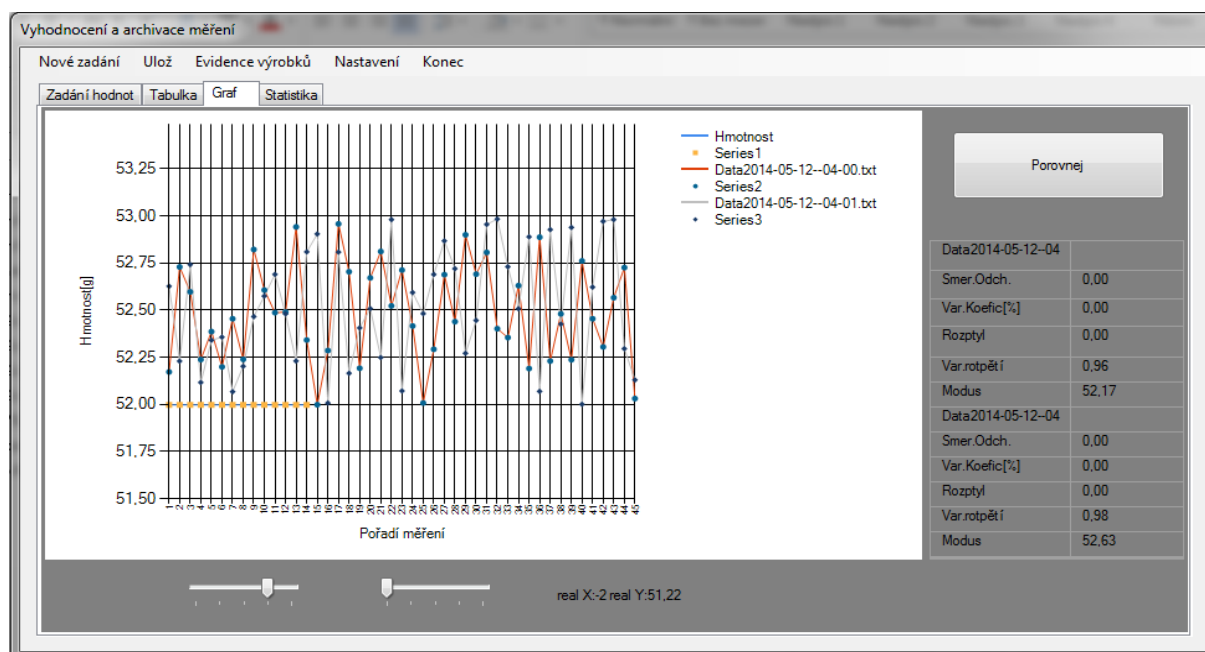 Vyhodnocení a archivace měření
Nové zadání Ulož Evidence výrobků Nastavení Konec
Zadání hodnot Tabulka Graf Statistika
Hmotnost[g]
53,25
53,00
52,75
52,50
52,25
52,00
51,75
51,50
1 2 3 4 5 6 7 8 9 10 11 12 13 14 15 16 17 18 19 20 21 22 23 24 25 26 27 28 29 30 31 32 33 34 35 36 37 38 39 40 41 42 43 44 45
Pořadí měření
Hmotnost
Series1
Data2014-05-12--04-00.txt
Series2
Data2014-05-12--04-01.txt
Series3
Porovnej
Data2014-05-12--04
Smer.Odch. 0,00
Var.Koefic[%] 0,00
Rozptyl 0,00
Var.rotpětí 0,96
Modus 52,17
Data2014-05-12--04
Smer.Odch. 0,00
Var.Koefic[%] 0,00
Rozptyl 0,00
Var.rotpětí 0,98
Modus 52,63
real X:-2 real Y:51,22